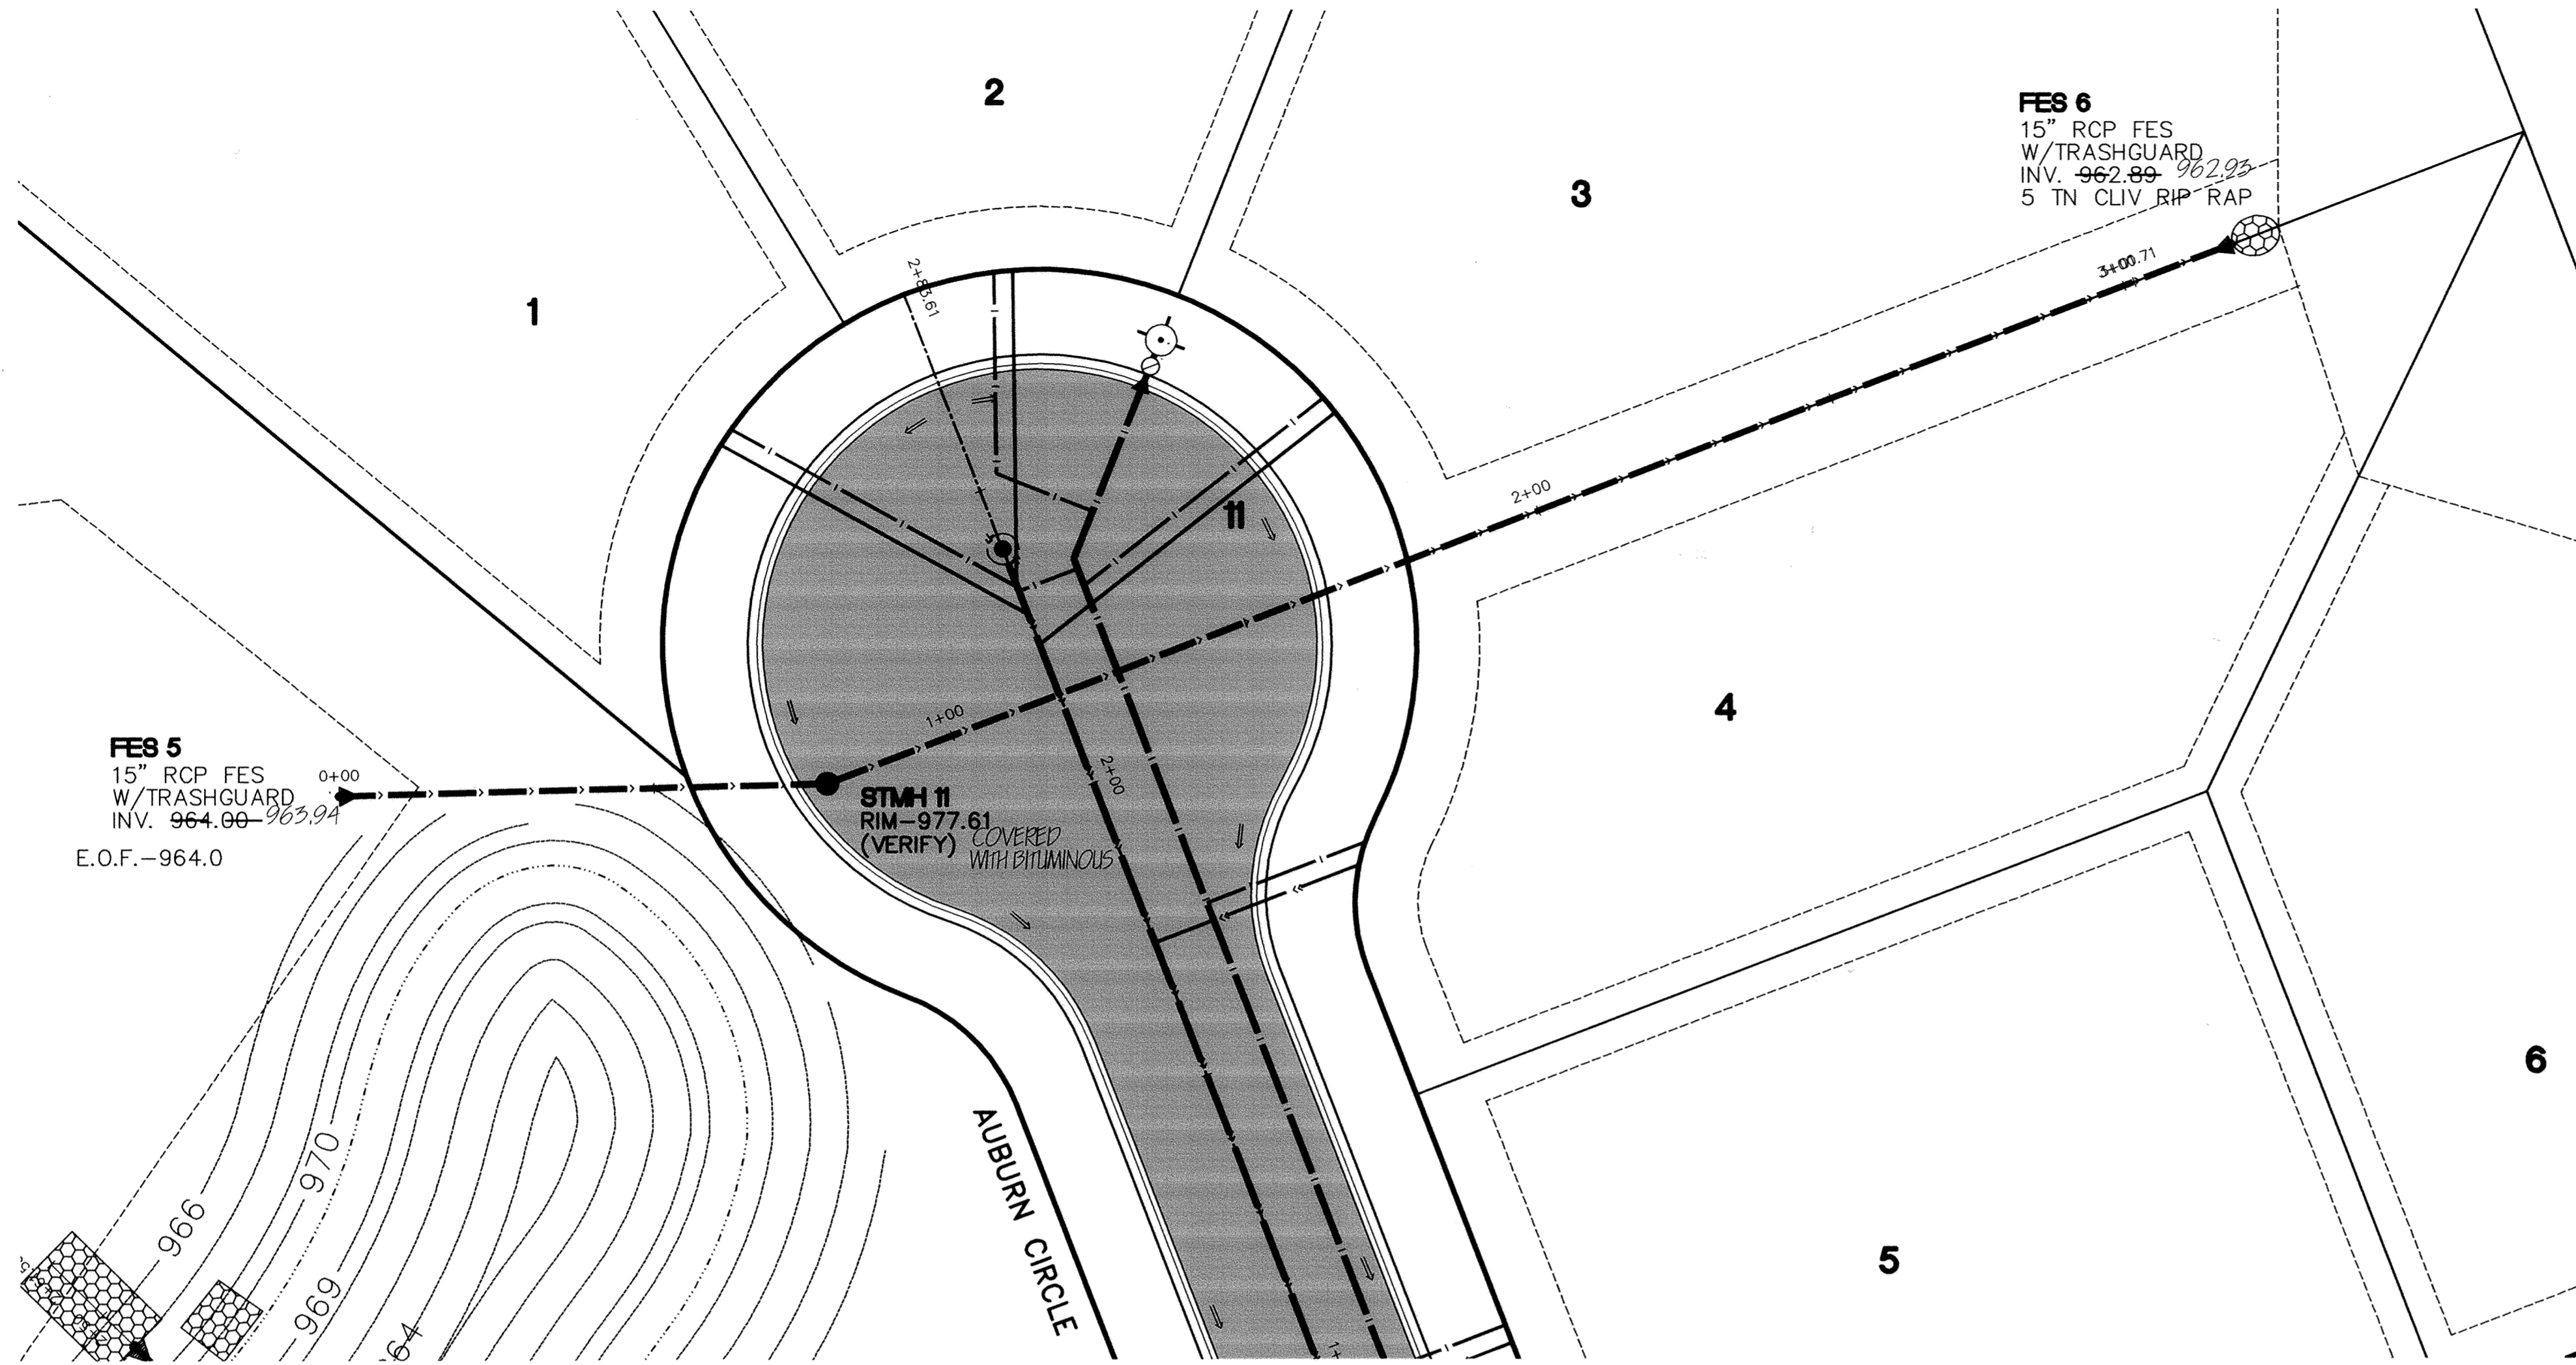 2
FES 6
15" RCP FES
W/TRASHGUARD
INV. 962.89 962.93
5 TN CLIV RIP RAP
3
3+00.71
2+83.61
1
11
2+00
4
1+00
FES 5
15" RCP FES
W/TRASHGUARD
INV. 964.00 963.94
E.O.F.-964.0
0+00
STMH 11
RIM-977.61
(VERIFY) COVERED
WITH BITUMINOUS
2+00
6
AUBURN CIRCLE
970
966
969
64
5
1+